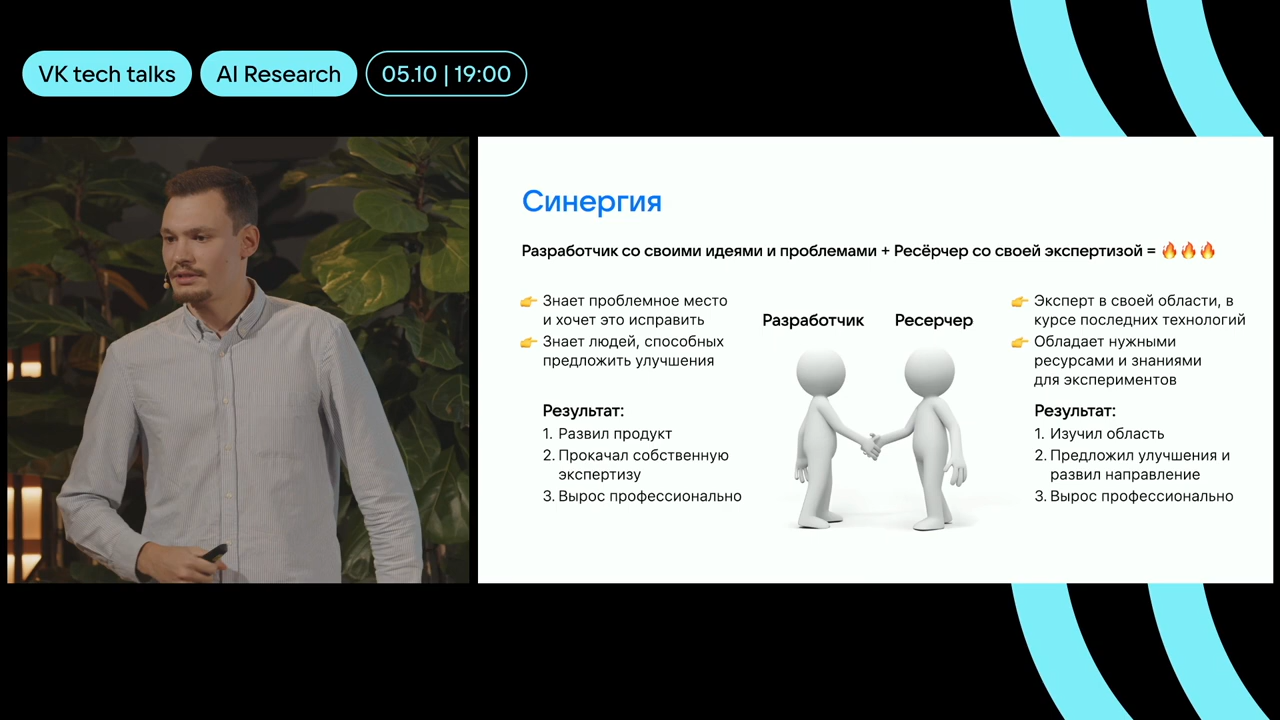 VK tech talks
AI Research
05.10 | 19:00
Синергия
Разработчик со своими идеями и проблемами + Ресёрчер со своей экспертизой = 🔥🔥🔥
👉 Знает проблемное место
и хочет это исправить
👉 Знает людей, способных
предложить улучшения
Результат:
1. Развил продукт
2. Прокачал собственную
экспертизу
3. Вырос профессионально
Разработчик
Ресерчер
👉 Эксперт в своей области, в
курсе последних технологий
👉 Обладает нужными
ресурсами и знаниями
для экспериментов
Результат:
1. Изучил область
2. Предложил улучшения и
развил направление
3. Вырос профессионально